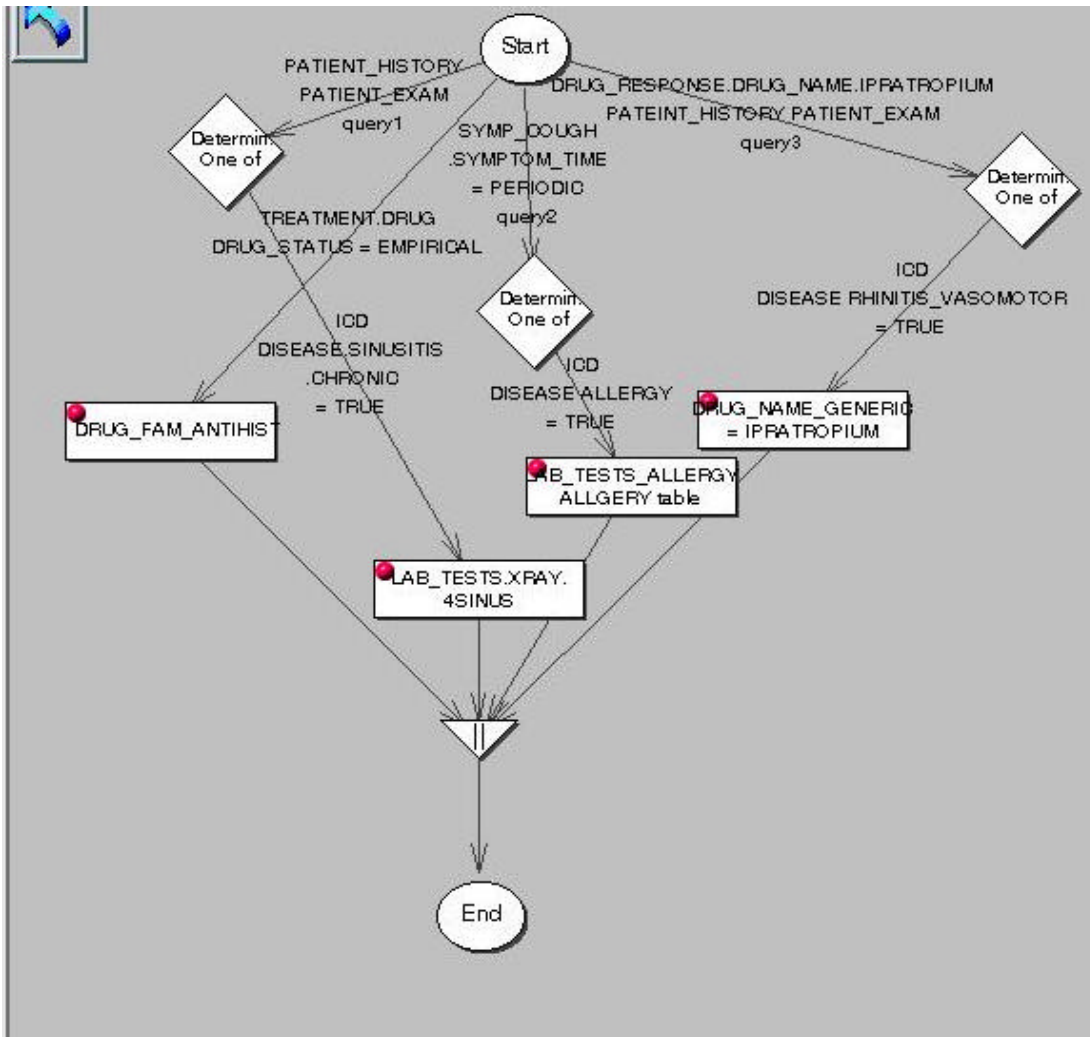 Start
PATIENT_HISTORY
PATIENT_EXAM
query1
DRUG_RESPONSE.DRUG_NAME.IPRATROPIUM
PATEINT_HISTORY PATIENT_EXAM
query3
SYMP_COUGH
.SYMPTOM_TIME
= PERIODIC
query2
Determin.
One of
Determin.
One of
TREATMENT.DRUG
DRUG_STATUS = EMPIRICAL
Determin.
One of
ICD
DISEASE RHINITIS_VASOMOTOR
= TRUE
ICD
DISEASE.SINUSITIS
.CHRONIC
= TRUE
ICD
DISEASE ALLERGY
= TRUE
DRUG_FAM_ANTIHIST
DRUG_NAME_GENERIC
= IPRATROPIUM
LAB_TESTS_ALLERGY
ALLGERY table
LAB_TESTS.XRAY.
4SINUS
||
End